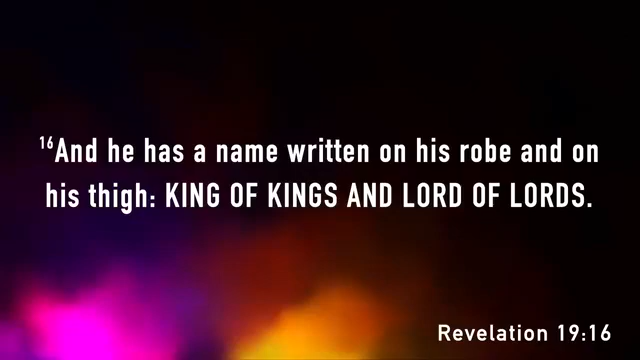 ¹⁶And he has a name written on his robe and on
his thigh: KING OF KINGS AND LORD OF LORDS.
Revelation 19:16